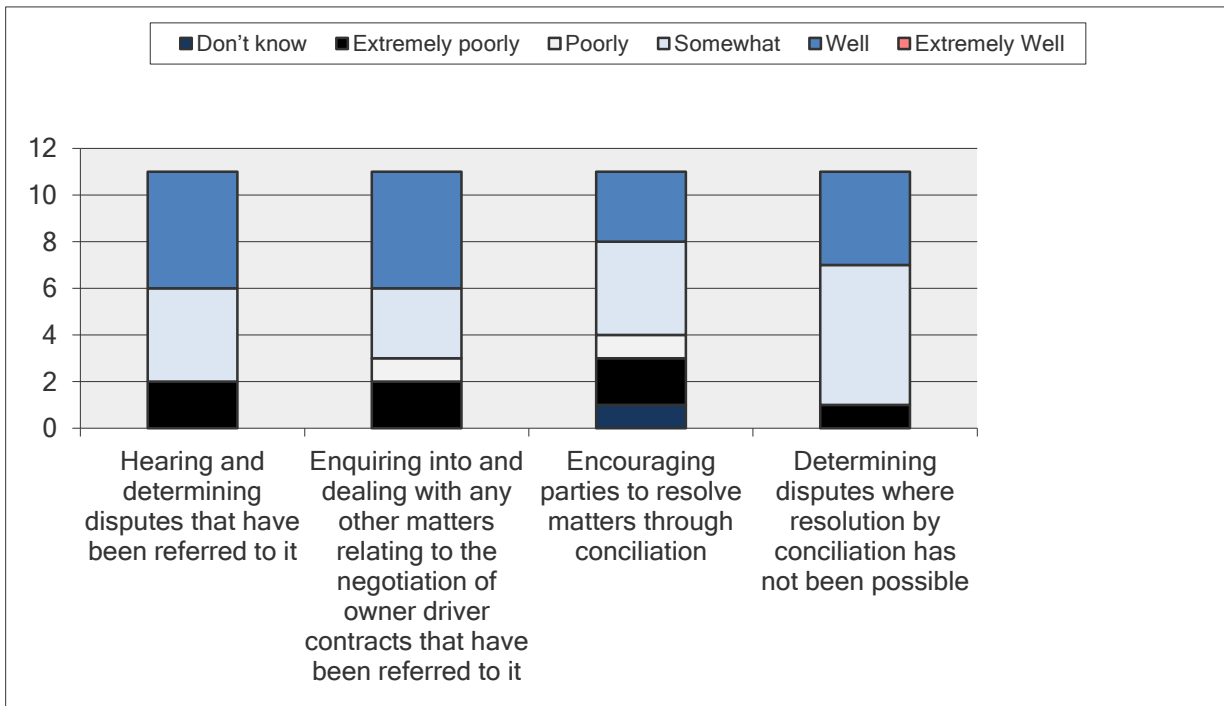 Don't know Extremely poorly Poorly Somewhat Well Extremely Well
12
10
8
6
4
2
0
Hearing and
determining
disputes that have
been referred to it
Enquiring into and
dealing with any
other matters
relating to the
negotiation of
owner driver
contracts that have
been referred to it
Encouraging
parties to resolve
matters through
conciliation
Determining
disputes where
resolution by
conciliation has
not been possible